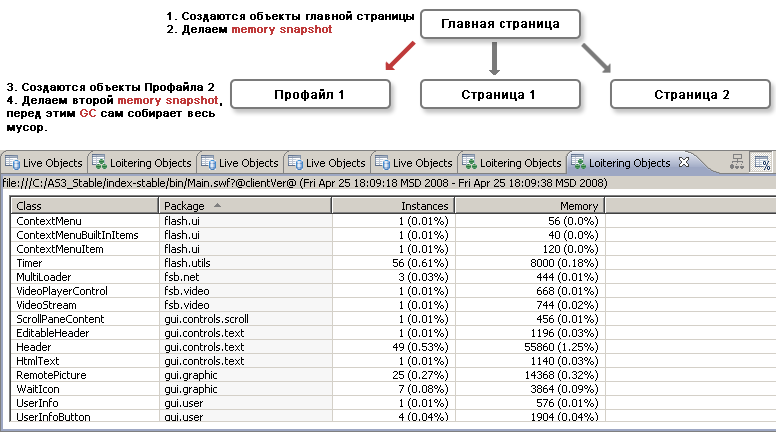 1. Создаются объекты главной страницы
2. Делаем memory snapshot
Главная страница
3. Создаются объекты Профайла 2
4. Делаем второй memory snapshot,
перед этим GC сам собирает весь
мусор.
Профайл 1
Страница 1
Страница 2
Live Objects Loitering Objects Live Objects Live Objects Live Objects Loitering Objects Loitering Objects
file:///C:/AS3_Stable/index-stable/bin/Main.swf?@clientVer@ (Fri Apr 25 18:09:18 MSD 2008 - Fri Apr 25 18:09:38 MSD 2008)
Class Package Instances Memory
ContextMenu flash.ui 1 (0.01%) 56 (0.0%)
ContextMenuBuiltInItems flash.ui 1 (0.01%) 40 (0.0%)
ContextMenuItem flash.ui 1 (0.01%) 120 (0.0%)
Timer flash.utils 56 (0.61%) 8000 (0.18%)
MultiLoader fsb.net 3 (0.03%) 444 (0.01%)
VideoPlayerControl fsb.video 1 (0.01%) 668 (0.01%)
VideoStream fsb.video 1 (0.01%) 744 (0.02%)
ScrollPaneContent gui.controls.scroll 1 (0.01%) 456 (0.01%)
EditableHeader gui.controls.text 1 (0.01%) 1196 (0.03%)
Header gui.controls.text 49 (0.53%) 55860 (1.25%)
HtmlText gui.controls.text 1 (0.01%) 1140 (0.03%)
RemotePicture gui.graphic 25 (0.27%) 14368 (0.32%)
WaitIcon gui.graphic 7 (0.08%) 3864 (0.09%)
UserInfo gui.user 1 (0.01%) 576 (0.01%)
UserInfoButton gui.user 4 (0.04%) 1904 (0.04%)